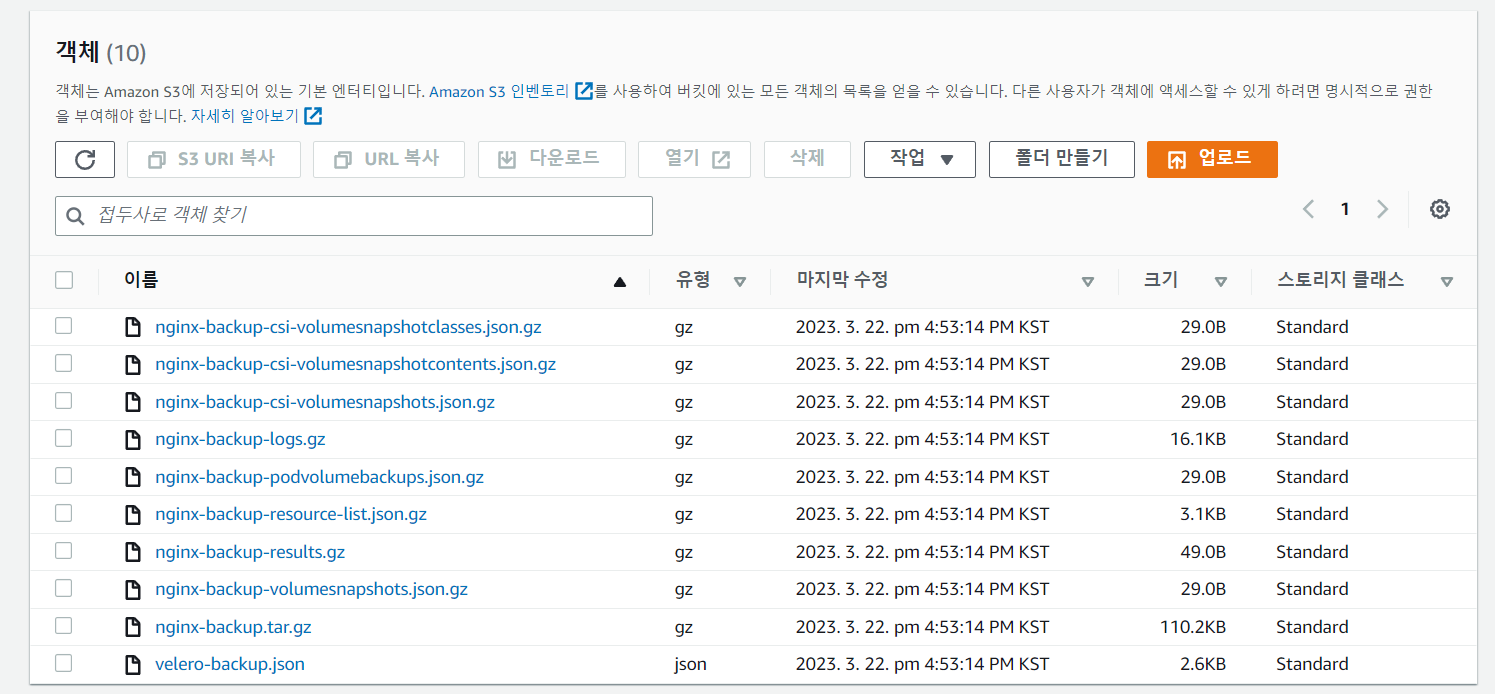 객체 (10)
객체는 Amazon S3에 저장되어 있는 기본 엔터티입니다. Amazon S3 인벤토리 를 사용하여 버킷에 있는 모든 객체의 목록을 얻을 수 있습니다. 다른 사용자가 객체에 액세스할 수 있게 하려면 명시적으로 권한
을 부여해야 합니다. 자세히 알아보기
S3 URI 복사 URL 복사 다운로드 열기 삭제 작업 폴더 만들기 업로드
접두사로 객체 찾기 1
이름 유형 마지막 수정 크기 스토리지 클래스
nginx-backup-csi-volumesnapshotclasses.json.gz gz 2023. 3. 22. pm 4:53:14 PM KST 29.0B Standard
nginx-backup-csi-volumesnapshotcontents.json.gz gz 2023. 3. 22. pm 4:53:14 PM KST 29.0B Standard
nginx-backup-csi-volumesnapshots.json.gz gz 2023. 3. 22. pm 4:53:14 PM KST 29.0B Standard
nginx-backup-logs.gz gz 2023. 3. 22. pm 4:53:14 PM KST 16.1KB Standard
nginx-backup-podvolumebackups.json.gz gz 2023. 3. 22. pm 4:53:14 PM KST 29.0B Standard
nginx-backup-resource-list.json.gz gz 2023. 3. 22. pm 4:53:14 PM KST 3.1KB Standard
nginx-backup-results.gz gz 2023. 3. 22. pm 4:53:14 PM KST 49.0B Standard
nginx-backup-volumesnapshots.json.gz gz 2023. 3. 22. pm 4:53:14 PM KST 29.0B Standard
nginx-backup.tar.gz gz 2023. 3. 22. pm 4:53:14 PM KST 110.2KB Standard
velero-backup.json json 2023. 3. 22. pm 4:53:14 PM KST 2.6KB Standard